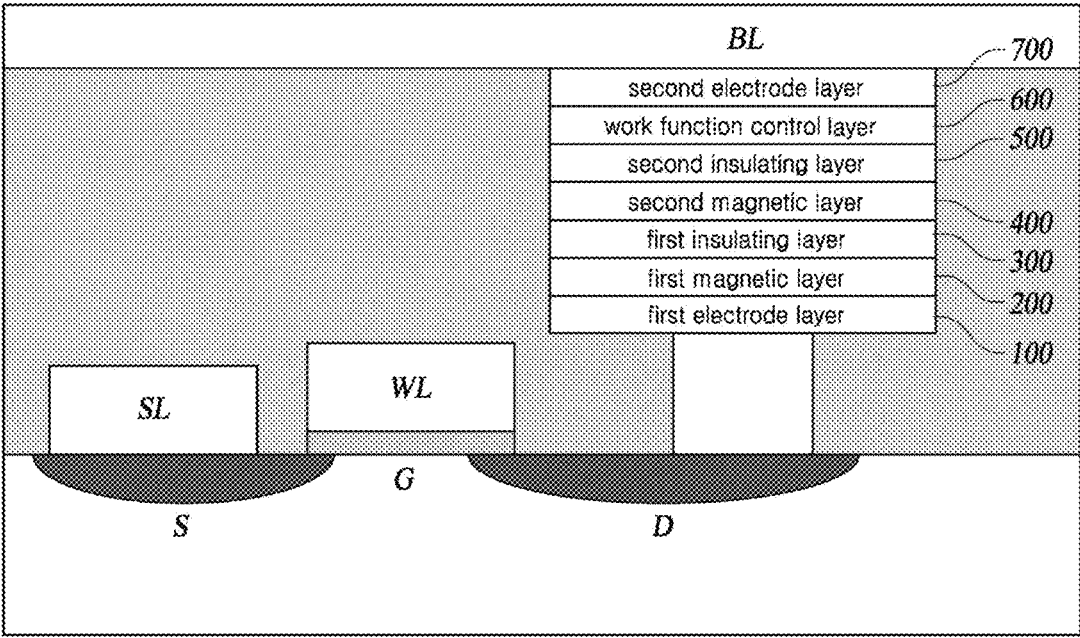 BL
700
second electrode layer
600
work function control layer
500
second insulating layer
second magnetic layer
400
first insulating layer
300
first magnetic layer
200
first electrode layer
100
SL
WL
G
S
D